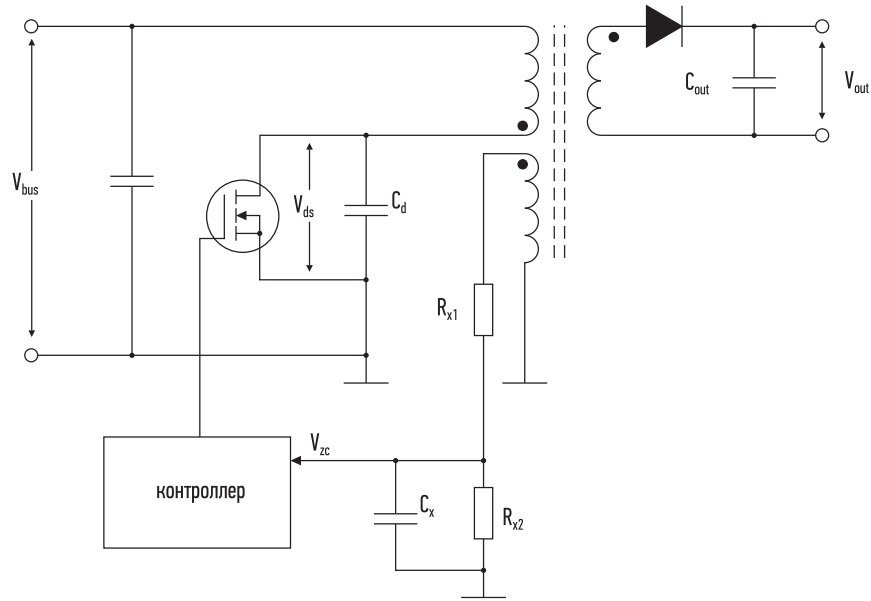 C_out
V_out
V_bus
V_ds
C_d
R_x1
V_zc
контроллер
C_x
R_x2